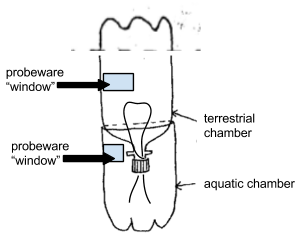 probeware
"window"
terrestrial
chamber
probeware
"window"
aquatic chamber